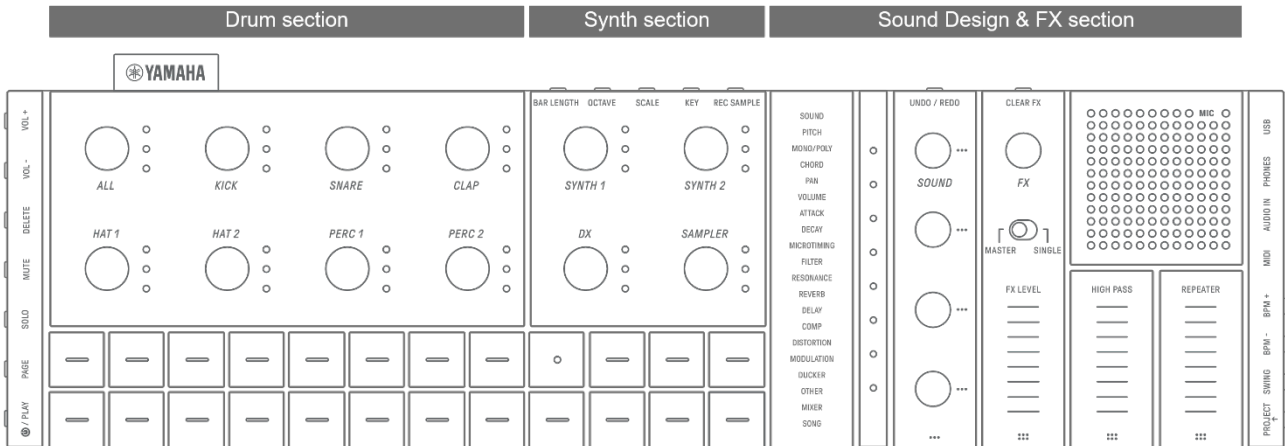 Drum section
Synth section
Sound Design & FX section
YAMAHA
VOL +
VOL -
DELETE
MUTE
SOLO
PAGE
/ PLAY
ALL
KICK
SNARE
CLAP
HAT 1
HAT 2
PERC 1
PERC 2
BAR LENGTH
OCTAVE
SCALE
KEY
REC SAMPLE
SYNTH 1
SYNTH 2
DX
SAMPLER
SOUND
PITCH
MONO/POLY
CHORD
PAN
VOLUME
ATTACK
DECAY
MICROTIMING
FILTER
RESONANCE
REVERB
DELAY
COMP
DISTORTION
MODULATION
DUCKER
OTHER
MIXER
SONG
UNDO / REDO
SOUND
CLEAR FX
FX
MASTER
SINGLE
FX LEVEL
MIC
HIGH PASS
REPEATER
USB
PHONES
AUDIO IN
MIDI
BPM +
BPM -
SWING
PROJECT